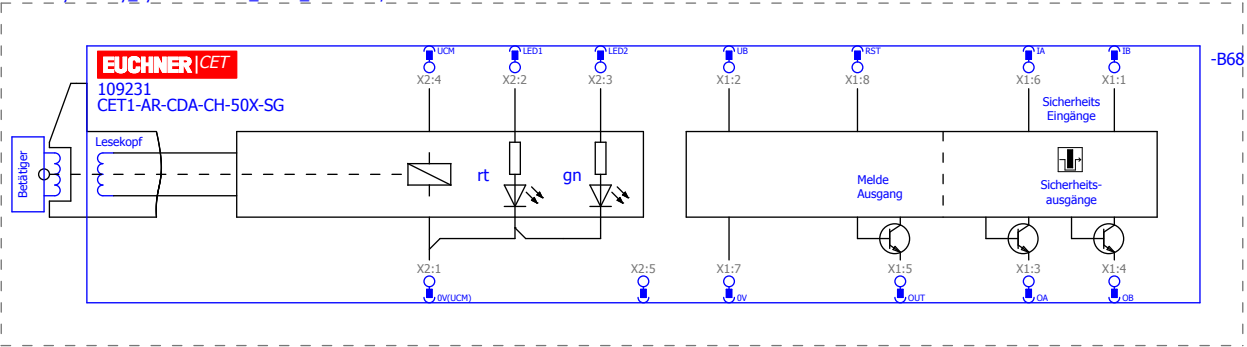 UCM
LED1
LED2
UB
RST
IA
IB
-B68
EUCHNER CET
X2:4
X2:2
X2:3
X1:2
X1:8
X1:6
X1:1
109231
CET1-AR-CDA-CH-50X-SG
Sicherheits
Eingänge
Lesekopf
Betätiger
rt
gn
Melde
Ausgang
Sicherheits-
ausgänge
X2:1
X2:5
X1:7
X1:5
X1:3
X1:4
0V(UCM)
0V
OUT
OA
OB